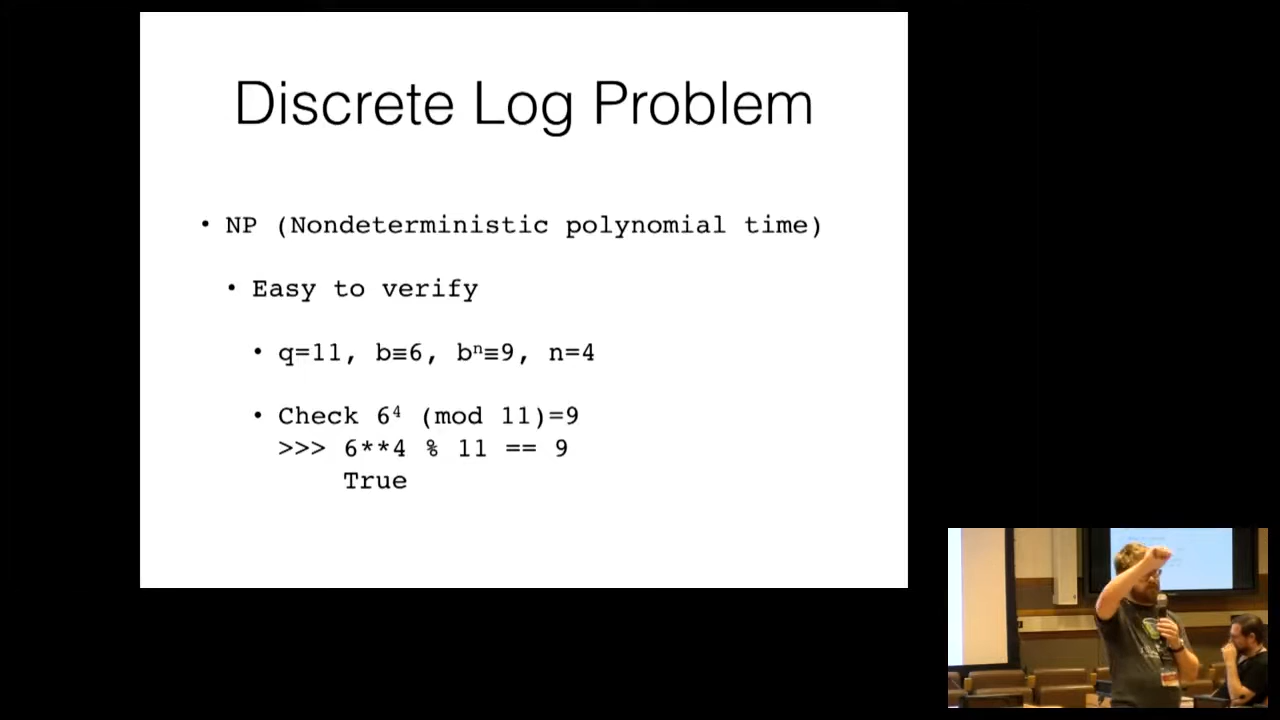 Discrete Log Problem
• NP (Nondeterministic polynomial time)
• Easy to verify
• q=11, b≡6, bⁿ≡9, n=4
• Check 6⁴ (mod 11)=9
>>> 6**4 % 11 == 9
True